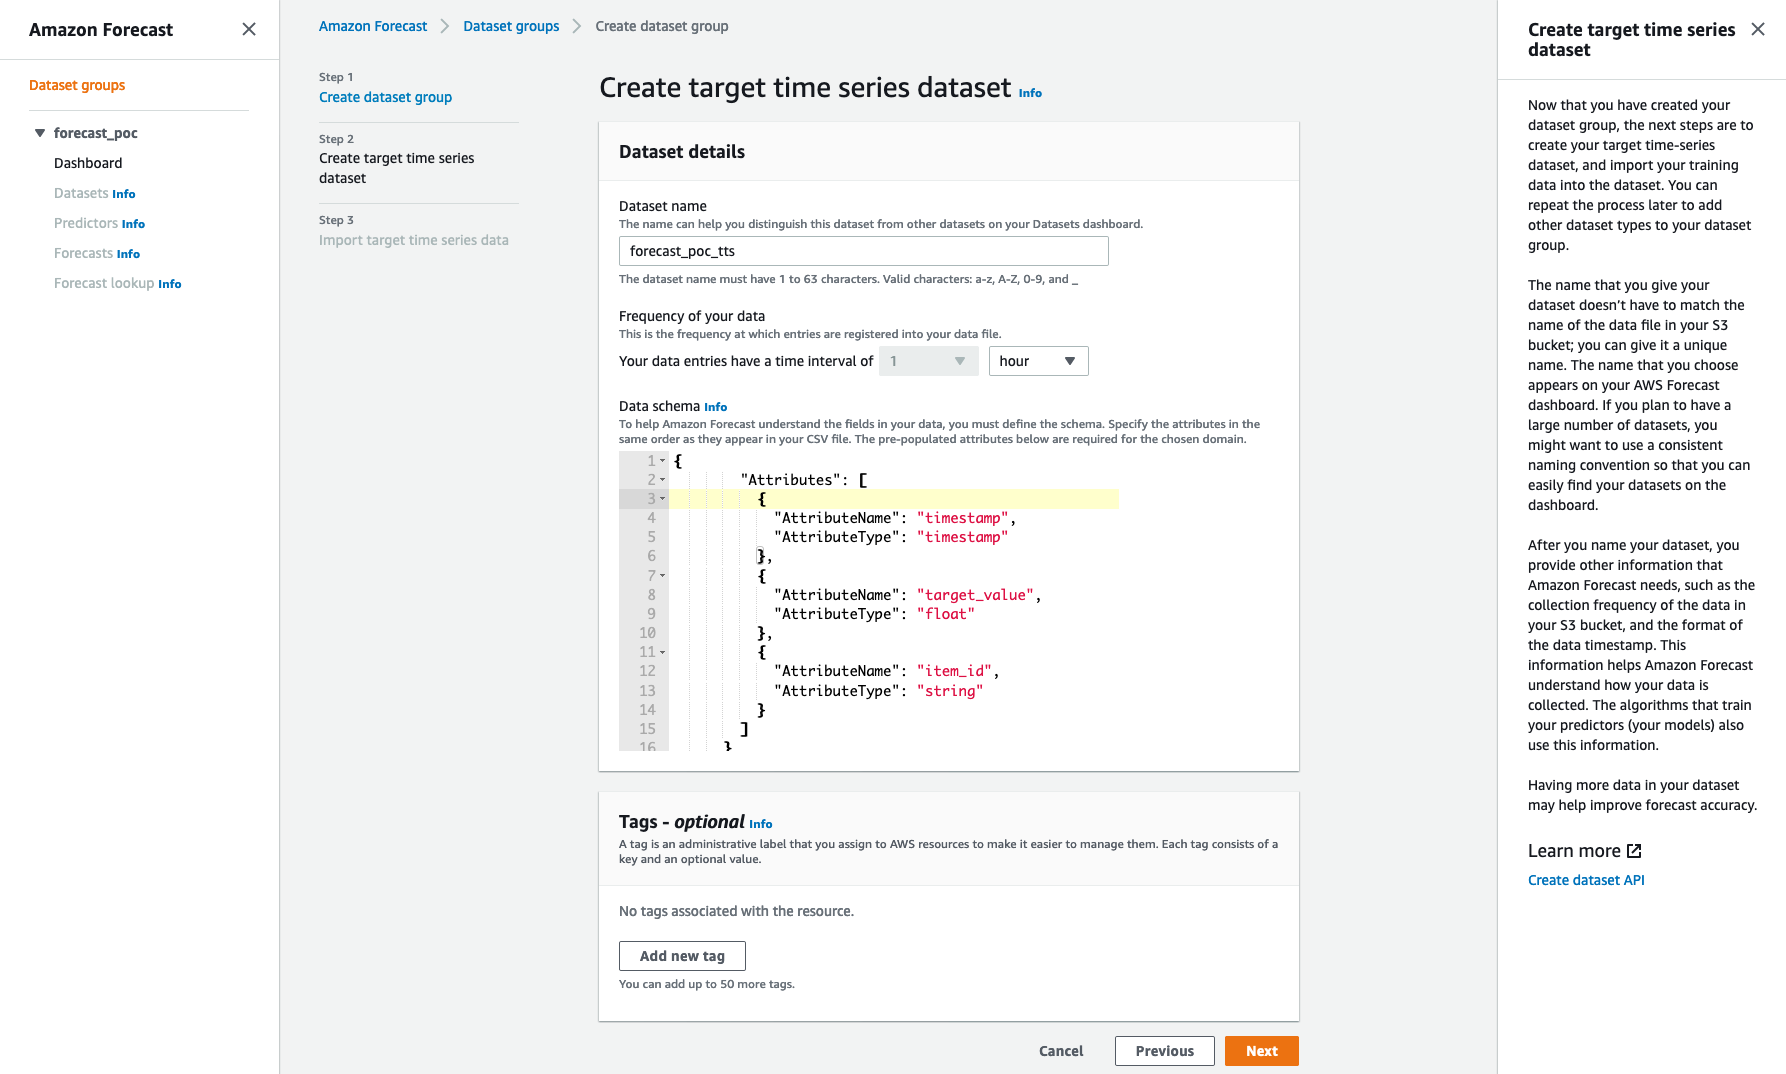 Amazon Forecast
Dataset groups
forecast_poc
Dashboard
Datasets Info
Predictors Info
Forecasts Info
Forecast lookup Info
Amazon Forecast
Dataset groups
Create dataset group
Step 1
Create dataset group
Step 2
Create target time series
dataset
Step 3
Import target time series data
Create target time series dataset Info
Dataset details
Dataset name
The name can help you distinguish this dataset from other datasets on your Datasets dashboard.
forecast_poc_tts
The dataset name must have 1 to 63 characters. Valid characters: a-z, A-Z, 0-9, and _
Frequency of your data
This is the frequency at which entries are registered into your data file.
Your data entries have a time interval of 1 hour
Data schema Info
To help Amazon Forecast understand the fields in your data, you must define the schema. Specify the attributes in the
same order as they appear in your CSV file. The pre-populated attributes below are required for the chosen domain.
1 {
2 "Attributes": [
3 {
4 "AttributeName": "timestamp",
5 "AttributeType": "timestamp"
6 },
7 {
8 "AttributeName": "target_value",
9 "AttributeType": "float"
10 },
11 {
12 "AttributeName": "item_id",
13 "AttributeType": "string"
14 }
15 ]
16 }
Tags - optional Info
A tag is an administrative label that you assign to AWS resources to make it easier to manage them. Each tag consists of a
key and an optional value.
No tags associated with the resource.
Add new tag
You can add up to 50 more tags.
Cancel
Previous
Next
Create target time series
dataset
Now that you have created your
dataset group, the next steps are to
create your target time-series
dataset, and import your training
data into the dataset. You can
repeat the process later to add
other dataset types to your dataset
group.
The name that you give your
dataset doesn't have to match the
name of the data file in your S3
bucket; you can give it a unique
name. The name that you choose
appears on your AWS Forecast
dashboard. If you plan to have a
large number of datasets, you
might want to use a consistent
naming convention so that you can
easily find your datasets on the
dashboard.
After you name your dataset, you
provide other information that
Amazon Forecast needs, such as the
collection frequency of the data in
your S3 bucket, and the format of
the data timestamp. This
information helps Amazon Forecast
understand how your data is
collected. The algorithms that train
your predictors (your models) also
use this information.
Having more data in your dataset
may help improve forecast accuracy.
Learn more
Create dataset API